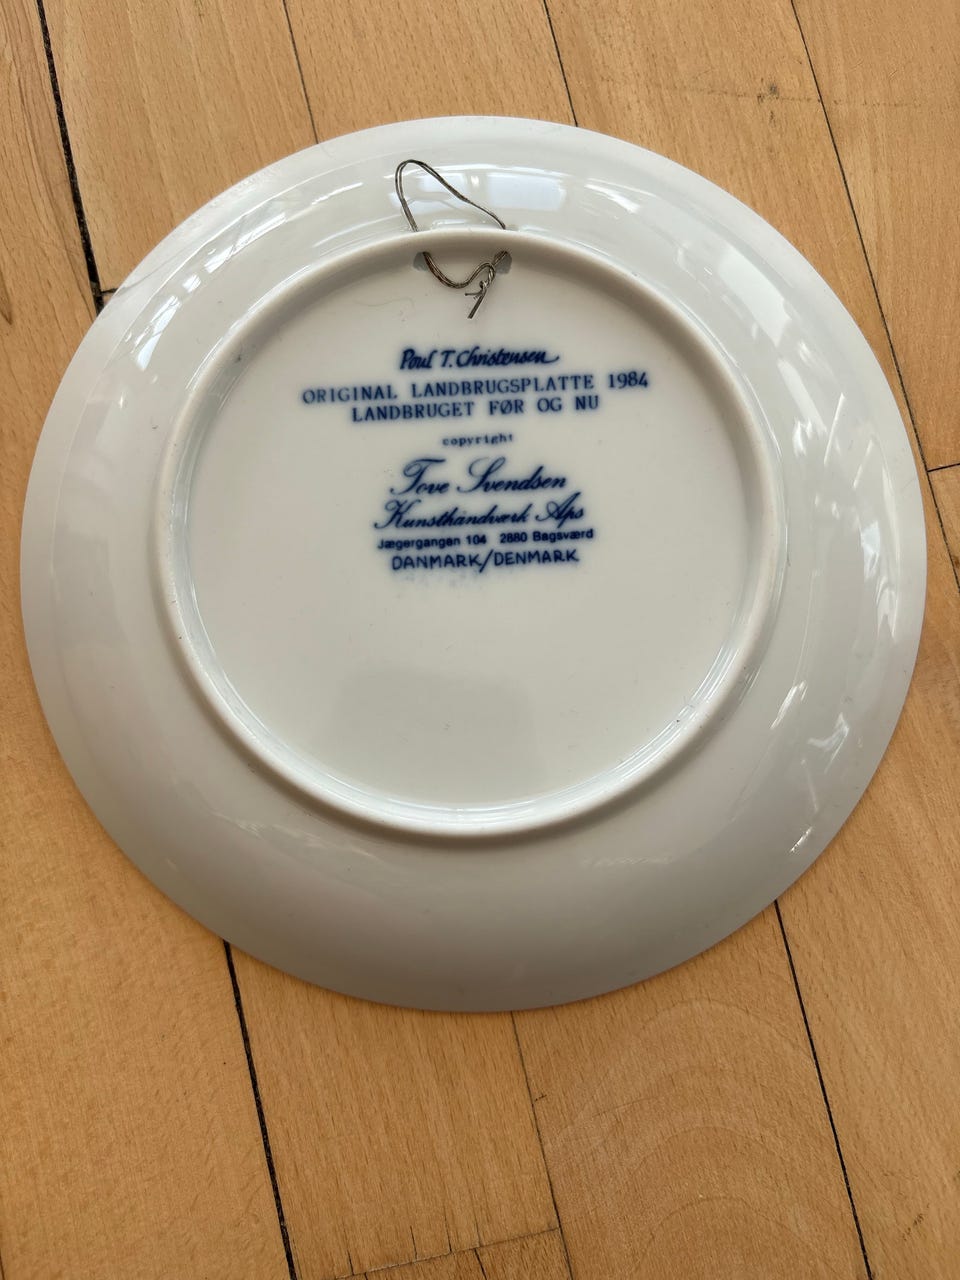 Poul T. Christensen
ORIGINAL LANDBRUGSPLATTE 1984
LANDBRUGET FØR OG NU
copyright
Tove Svendsen
Kunsthåndværk Aps
Jægergangen 104 2880 Bagsværd
DANMARK/DENMARK